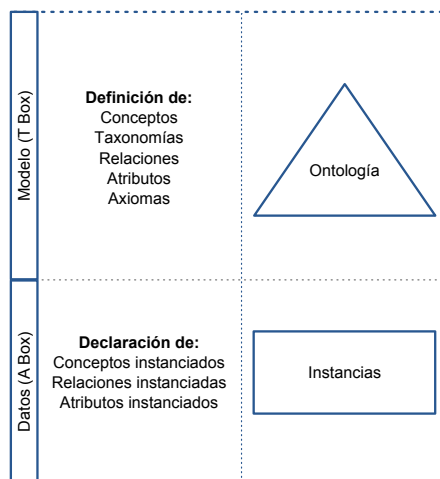 Modelo (T Box)
Definición de:
Conceptos
Taxonomías
Relaciones
Atributos
Axiomas
Ontología
Datos (A Box)
Declaración de:
Conceptos instanciados
Relaciones instanciadas
Atributos instanciados
Instancias